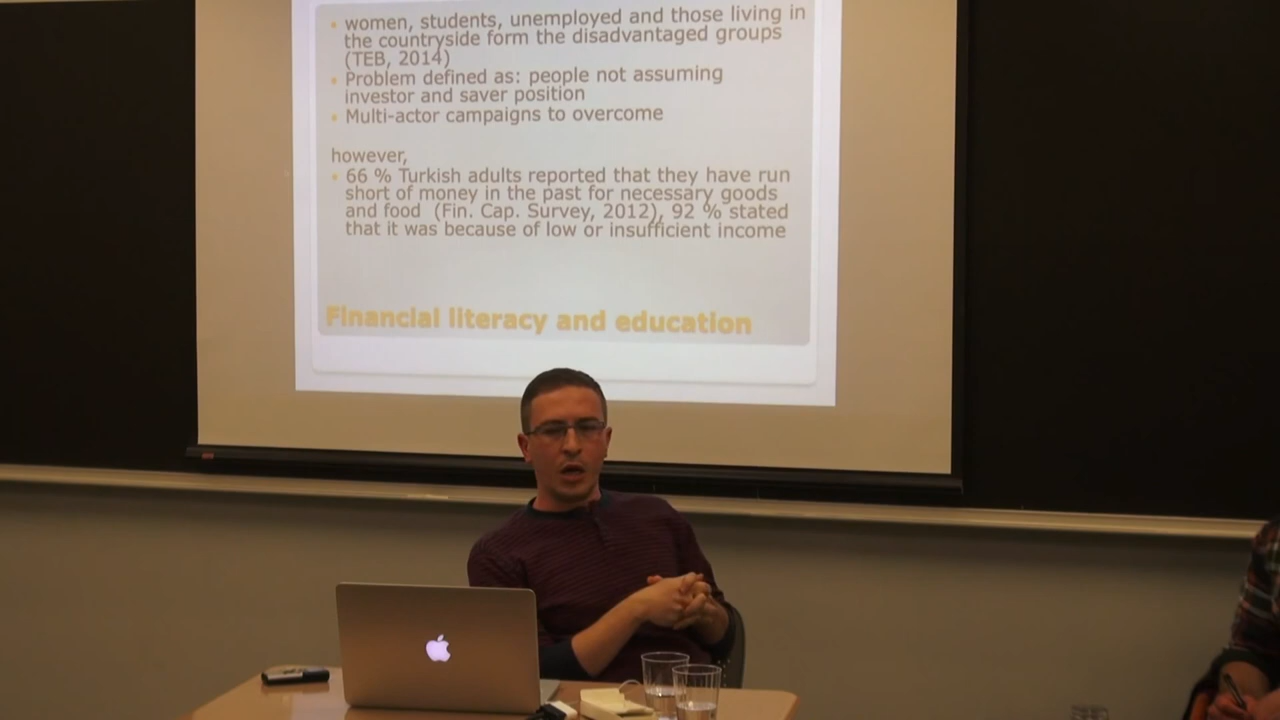 women, students, unemployed and those living in
the countryside form the disadvantaged groups
(TEB, 2014)
Problem defined as: people not assuming
investor and saver position
Multi-actor campaigns to overcome
however,
66 % Turkish adults reported that they have run
short of money in the past for necessary goods
and food (Fin. Cap. Survey, 2012), 92 % stated
that it was because of low or insufficient income
Financial literacy and education